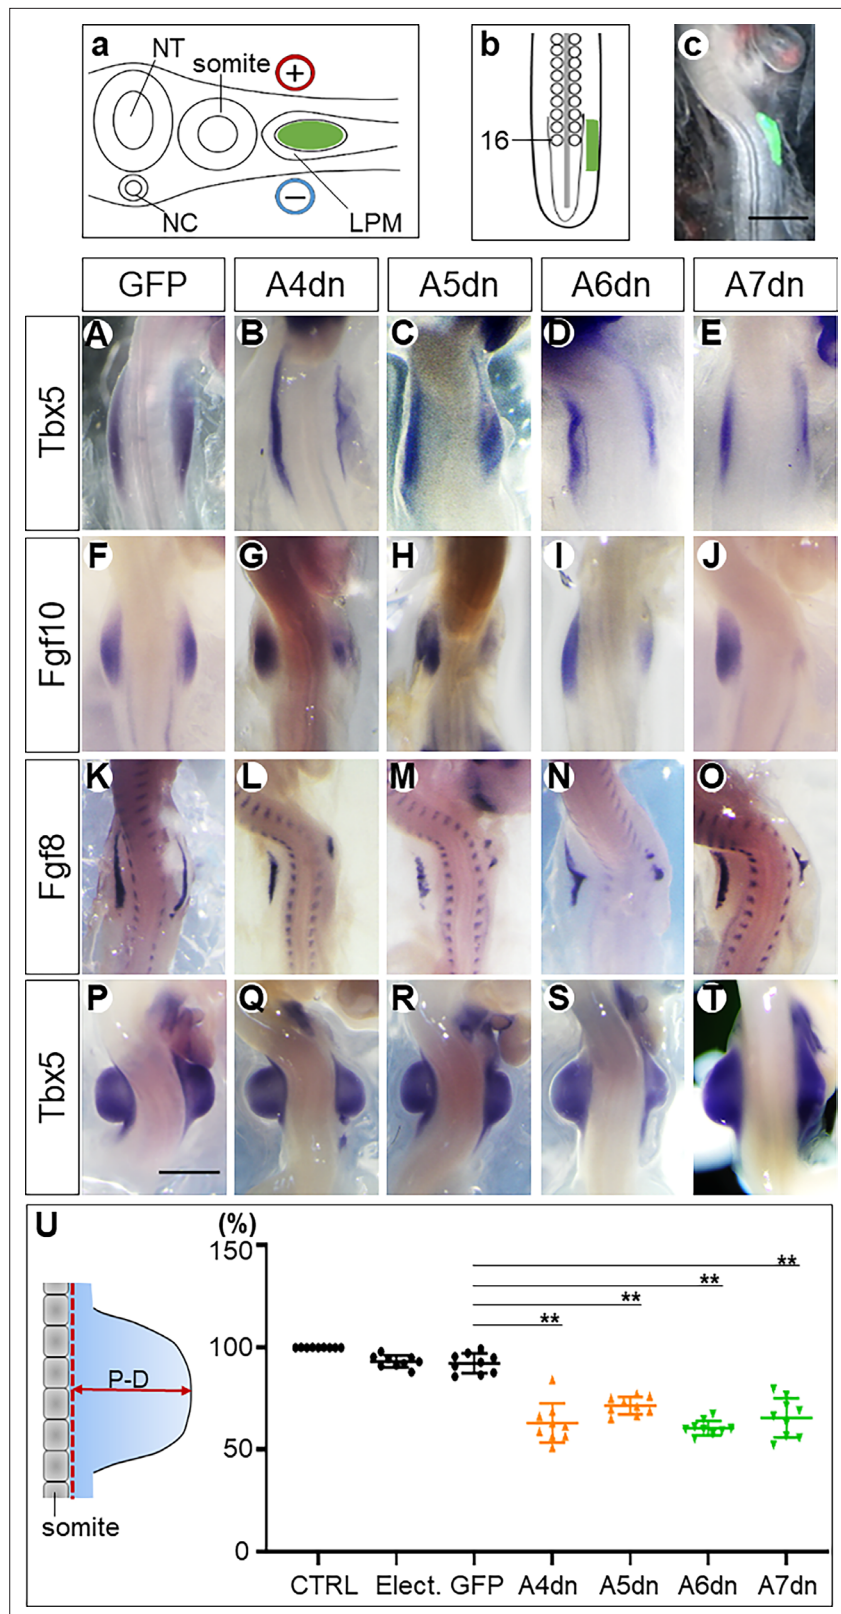 a
NT
somite
+
−
NC
LPM
b
16
c
GFP A4dn A5dn A6dn A7dn
Tbx5
A B C D E
Fgf10
F G H I J
Fgf8
K L M N O
Tbx5
P Q R S T
U
(%)
150
**
**
**
**
100
P-D
50
somite
0
CTRL Elect. GFP A4dn A5dn A6dn A7dn